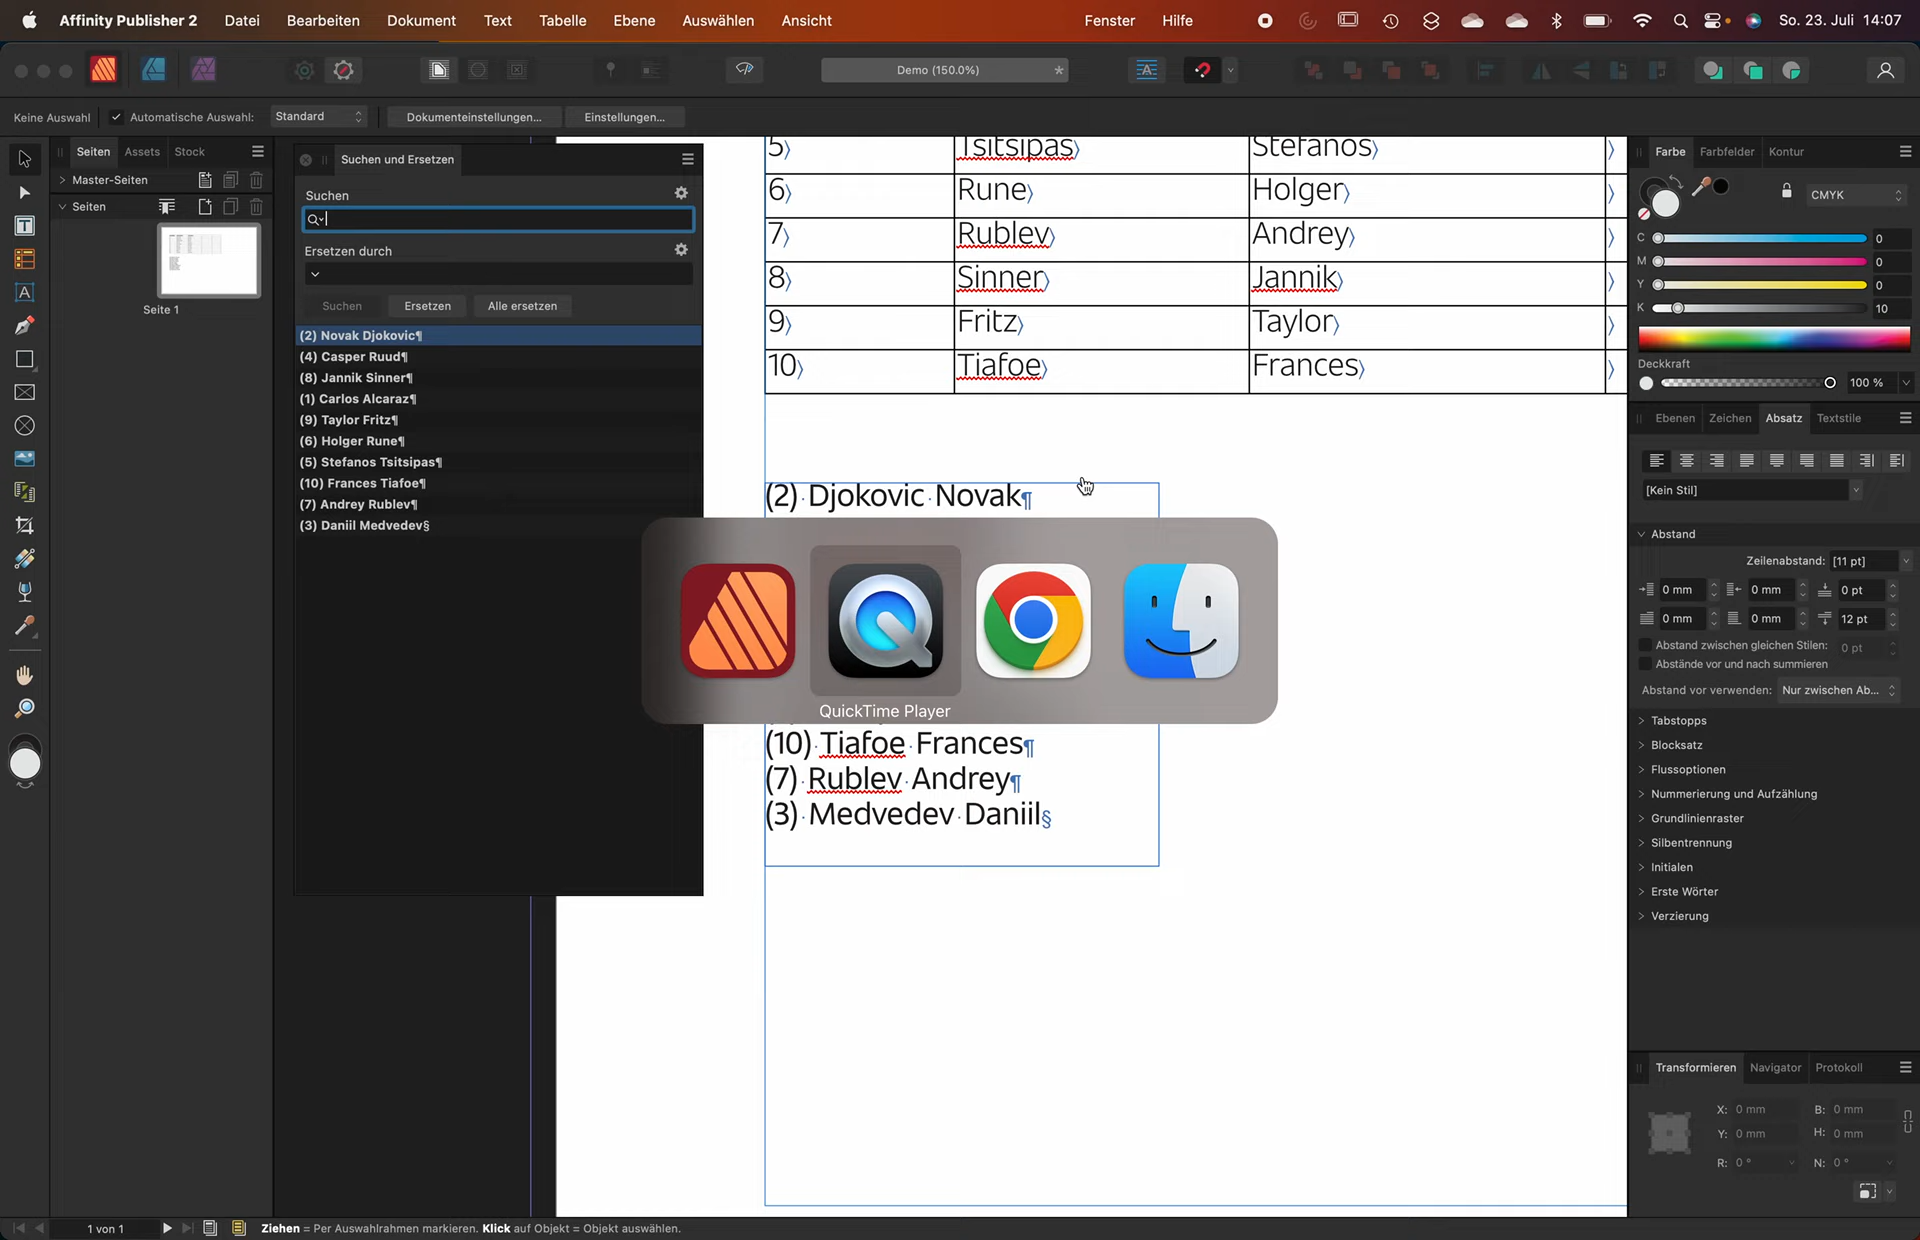 Affinity Publisher 2 Datei Bearbeiten Dokument Text Tabelle Ebene Auswählen Ansicht Fenster Hilfe So. 23. Juli 14:07
Demo (150.0%) *
Keine Auswahl Automatische Auswahl: Standard Dokumenteinstellungen... Einstellungen...
Seiten Assets Stock
Master-Seiten
Seiten
Seite 1
Suchen und Ersetzen
Suchen
Ersetzen durch
Suchen Ersetzen Alle ersetzen
(2) Novak Djokovic¶
(4) Casper Ruud¶
(8) Jannik Sinner¶
(1) Carlos Alcaraz¶
(9) Taylor Fritz¶
(6) Holger Rune¶
(5) Stefanos Tsitsipas¶
(10) Frances Tiafoe¶
(7) Andrey Rublev¶
(3) Daniil Medvedev§
5 Tsitsipas Stefanos
6 Rune Holger
7 Rublev Andrey
8 Sinner Jannik
9 Fritz Taylor
10 Tiafoe Frances
(2) Djokovic Novak¶
QuickTime Player
(10) Tiafoe Frances¶
(7) Rublev Andrey¶
(3) Medvedev Daniil§
Farbe Farbfelder Kontur
CMYK
C 0
M 0
Y 0
K 10
Deckkraft
100 %
Ebenen Zeichen Absatz Textstile
[Kein Stil]
Abstand
Zeilenabstand: [11 pt]
0 mm 0 mm 0 pt
0 mm 0 mm 12 pt
Abstand zwischen gleichen Stilen: 0 pt
Abstände vor und nach summieren
Abstand vor verwenden: Nur zwischen Ab...
Tabstopps
Blocksatz
Flussoptionen
Nummerierung und Aufzählung
Grundlinienraster
Silbentrennung
Initialen
Erste Wörter
Verzierung
Transformieren Navigator Protokoll
X: 0 mm B: 0 mm
Y: 0 mm H: 0 mm
R: 0 ° N: 0 °
1 von 1 Ziehen = Per Auswahlrahmen markieren. Klick auf Objekt = Objekt auswählen.